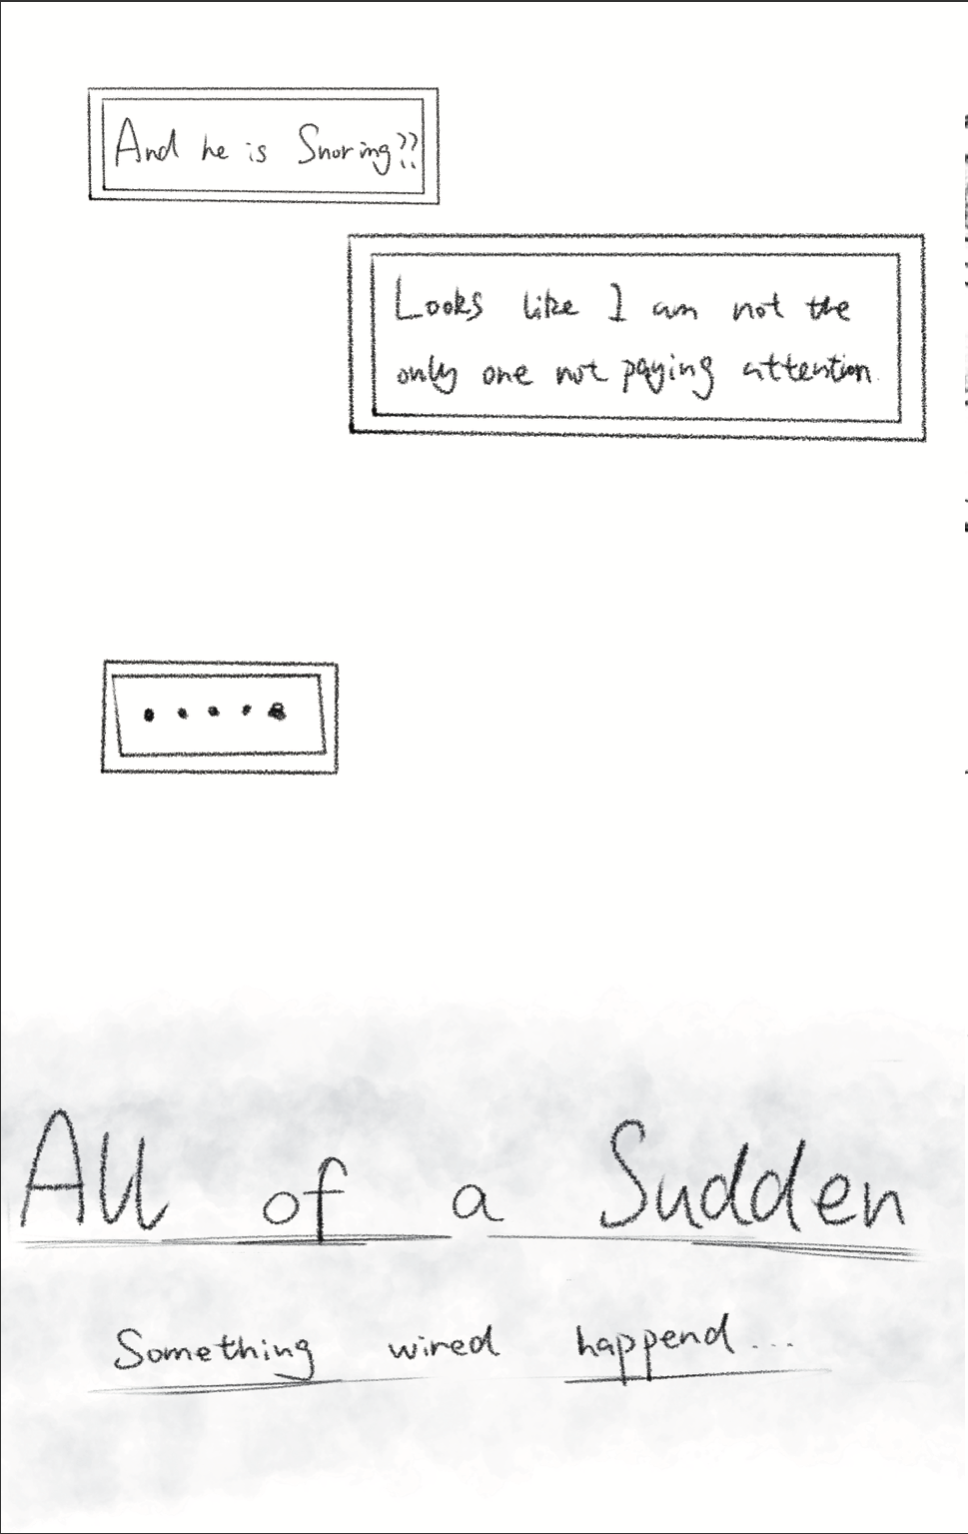 And he is Snoring??
Looks like I am not the
only one not paying attention.
.....
All of a Sudden
Something wired happend...